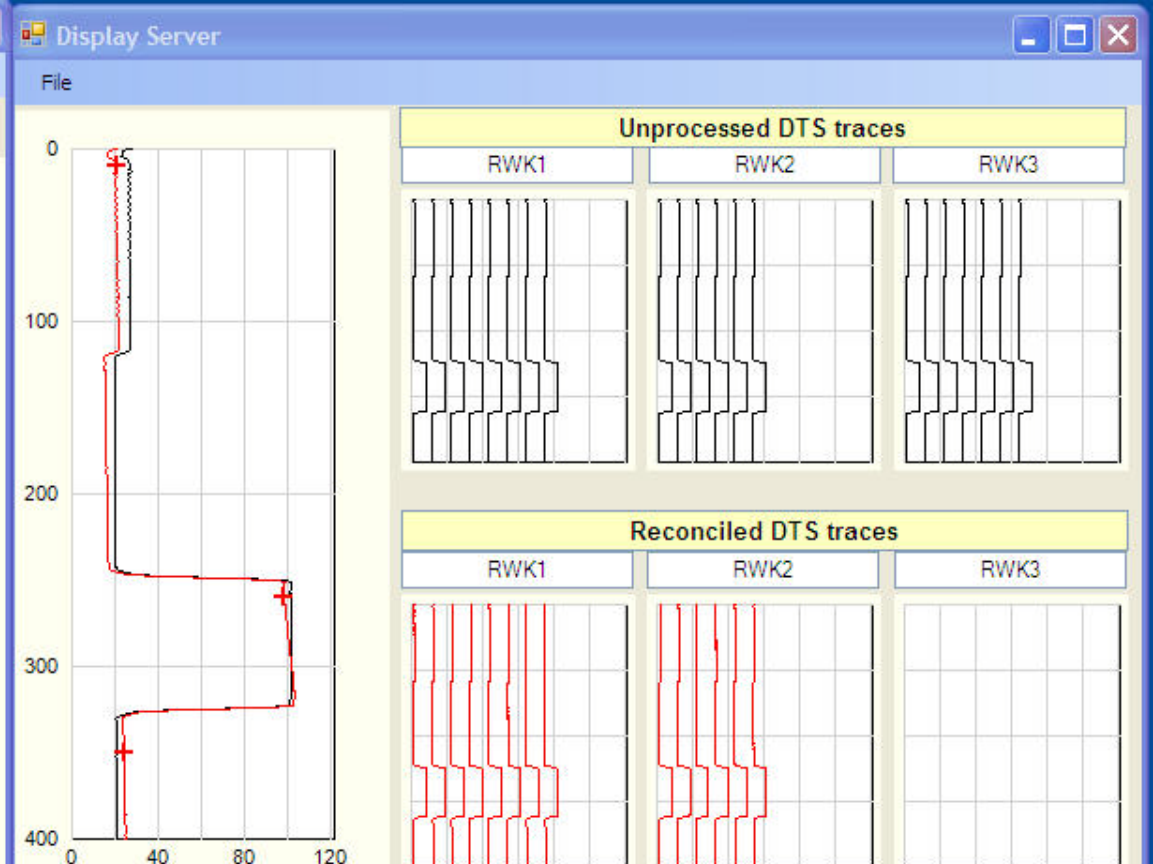 Display Server
File
Unprocessed DTS traces
RWK1 RWK2 RWK3
0
100
200
300
400
0 40 80 120
Reconciled DTS traces
RWK1 RWK2 RWK3